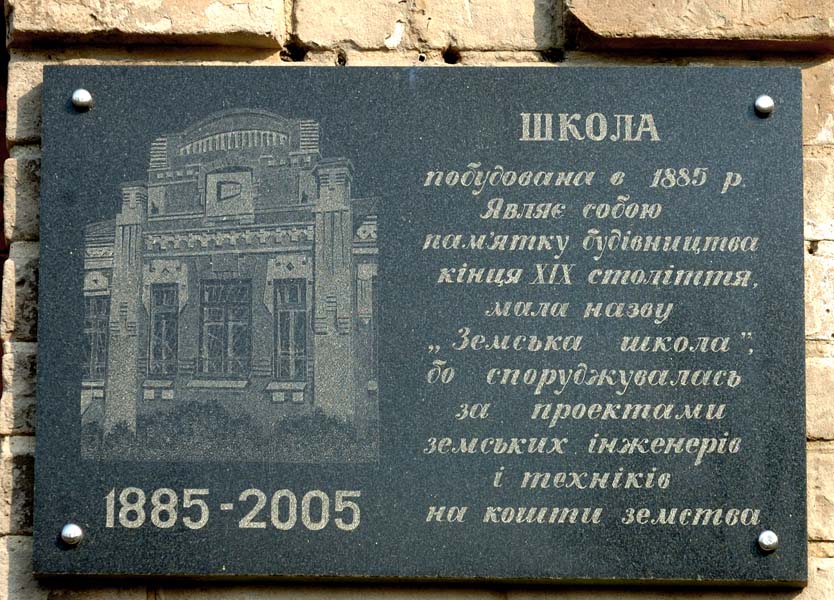 ШКОЛА
побудована в 1885 р.
Являє собою
пам'ятку будівництва
кінця XIX століття,
мала назву
„Земська школа”,
бо споруджувалась
за проектами
земських інженерів
і техніків
на кошти земства
1885-2005